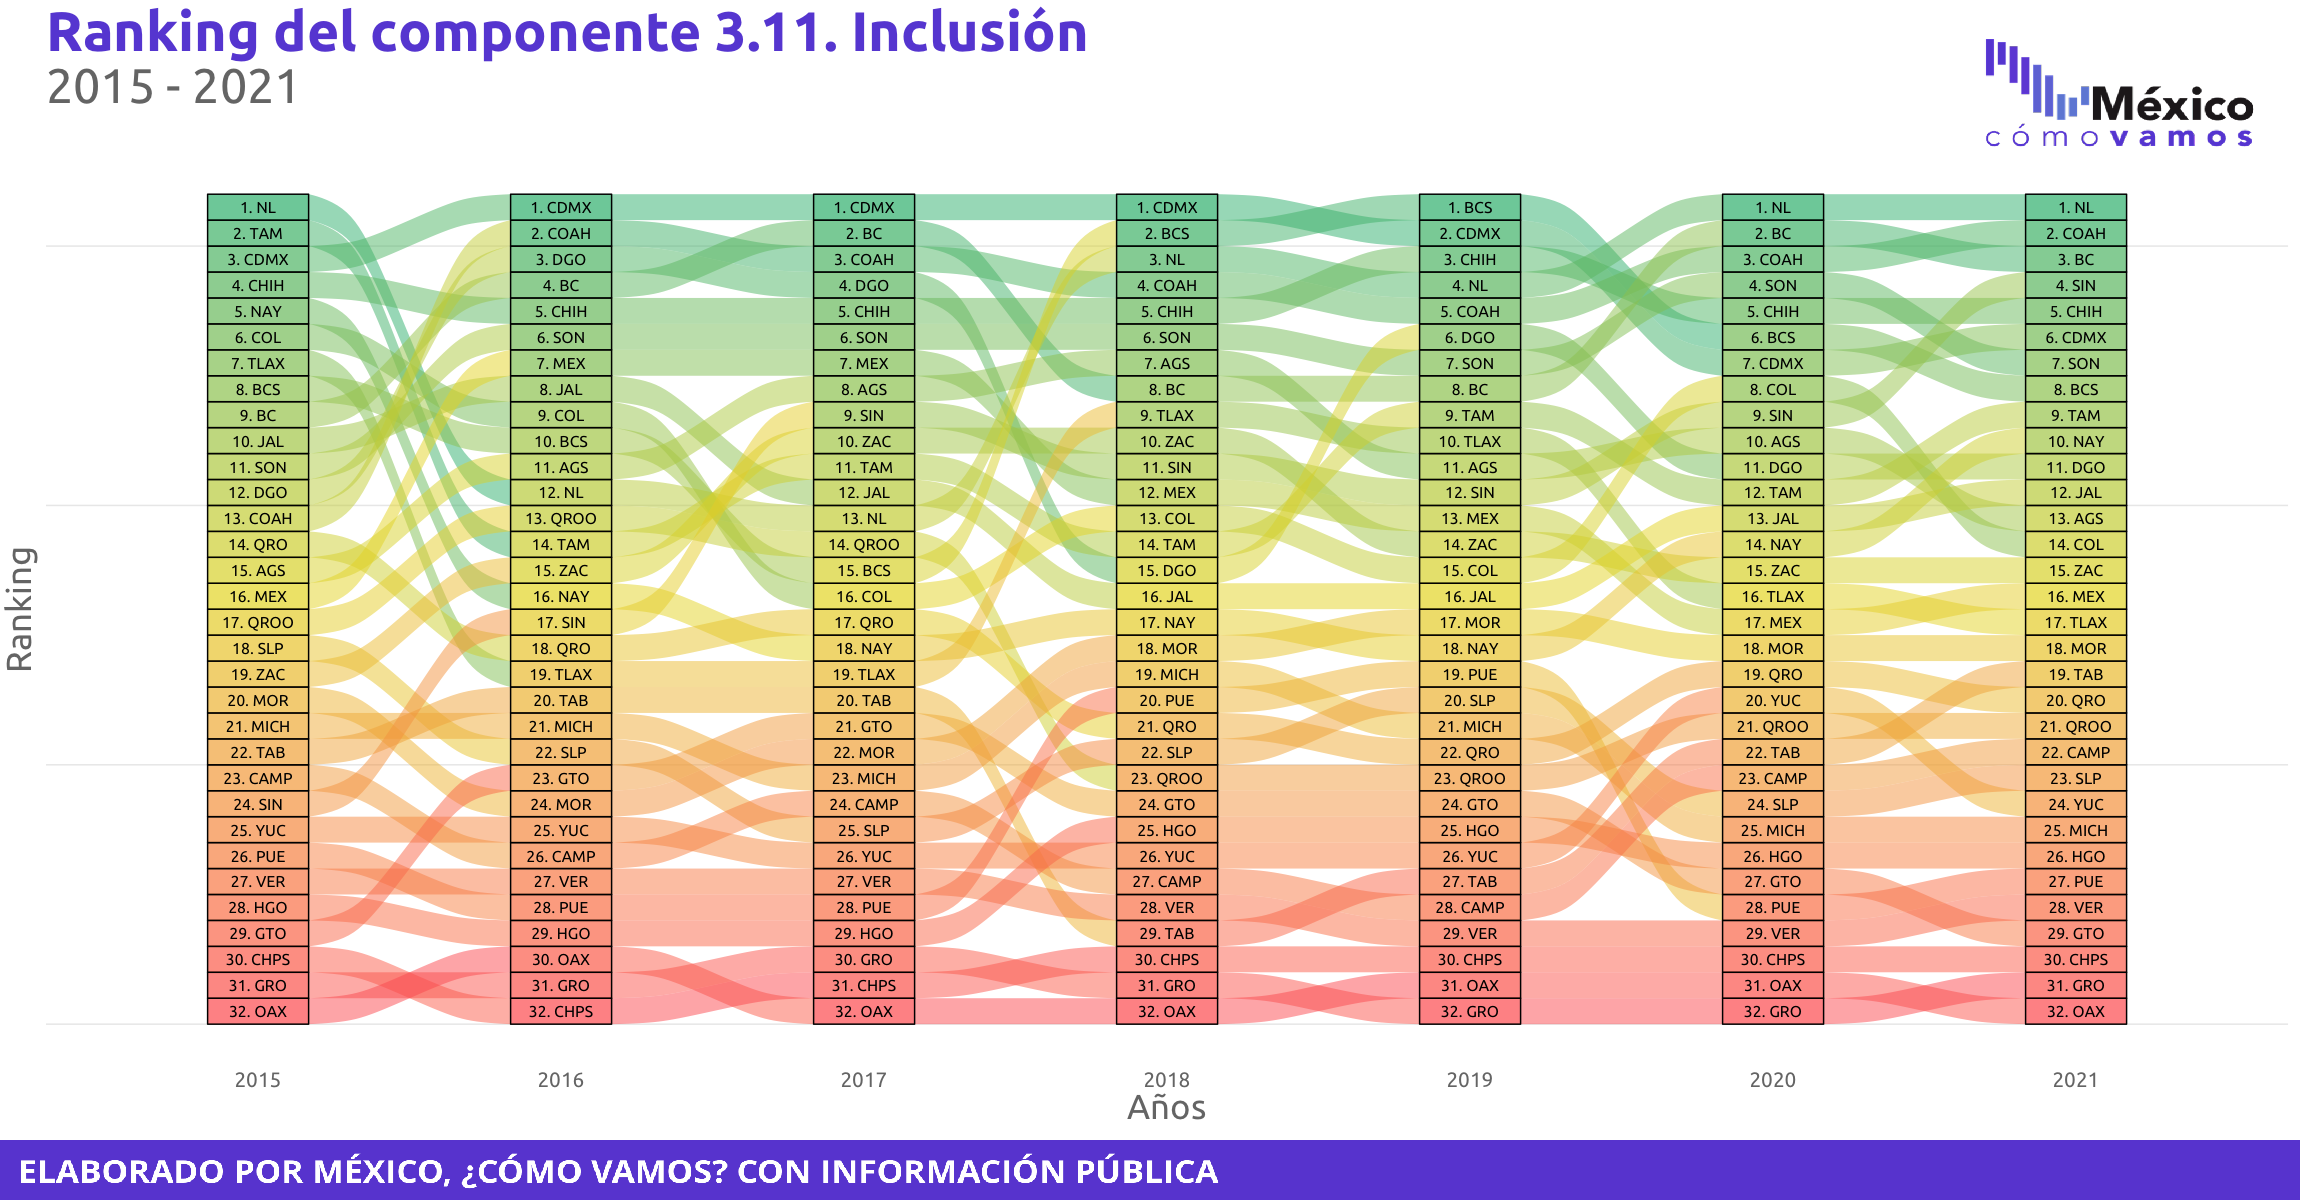 Ranking del componente 3.11. Inclusión
2015 - 2021
México
cómovamos
1. NL 1. CDMX 1. CDMX 1. CDMX 1. BCS 1. NL 1. NL
2. TAM 2. COAH 2. BC 2. BCS 2. CDMX 2. BC 2. COAH
3. CDMX 3. DGO 3. COAH 3. NL 3. CHIH 3. COAH 3. BC
4. CHIH 4. BC 4. DGO 4. COAH 4. NL 4. SON 4. SIN
5. NAY 5. CHIH 5. CHIH 5. CHIH 5. COAH 5. CHIH 5. CHIH
6. COL 6. SON 6. SON 6. SON 6. DGO 6. BCS 6. CDMX
7. TLAX 7. MEX 7. MEX 7. AGS 7. SON 7. CDMX 7. SON
8. BCS 8. JAL 8. AGS 8. BC 8. BC 8. COL 8. BCS
9. BC 9. COL 9. SIN 9. TLAX 9. TAM 9. SIN 9. TAM
10. JAL 10. BCS 10. ZAC 10. ZAC 10. TLAX 10. AGS 10. NAY
11. SON 11. AGS 11. TAM 11. SIN 11. AGS 11. DGO 11. DGO
12. DGO 12. NL 12. JAL 12. MEX 12. SIN 12. TAM 12. JAL
13. COAH 13. QROO 13. NL 13. COL 13. MEX 13. JAL 13. AGS
14. QRO 14. TAM 14. QROO 14. TAM 14. ZAC 14. NAY 14. COL
15. AGS 15. ZAC 15. BCS 15. DGO 15. COL 15. ZAC 15. ZAC
16. MEX 16. NAY 16. COL 16. JAL 16. JAL 16. TLAX 16. MEX
17. QROO 17. SIN 17. QRO 17. NAY 17. MOR 17. MEX 17. TLAX
18. SLP 18. QRO 18. NAY 18. MOR 18. NAY 18. MOR 18. MOR
19. ZAC 19. TLAX 19. TLAX 19. MICH 19. PUE 19. QRO 19. TAB
20. MOR 20. TAB 20. TAB 20. PUE 20. SLP 20. YUC 20. QRO
21. MICH 21. MICH 21. GTO 21. QRO 21. MICH 21. QROO 21. QROO
22. TAB 22. SLP 22. MOR 22. SLP 22. QRO 22. TAB 22. CAMP
23. CAMP 23. GTO 23. MICH 23. QROO 23. QROO 23. CAMP 23. SLP
24. SIN 24. MOR 24. CAMP 24. GTO 24. GTO 24. SLP 24. YUC
25. YUC 25. YUC 25. SLP 25. HGO 25. HGO 25. MICH 25. MICH
26. PUE 26. CAMP 26. YUC 26. YUC 26. YUC 26. HGO 26. HGO
27. VER 27. VER 27. VER 27. CAMP 27. TAB 27. GTO 27. PUE
28. HGO 28. PUE 28. PUE 28. VER 28. CAMP 28. PUE 28. VER
29. GTO 29. HGO 29. HGO 29. TAB 29. VER 29. VER 29. GTO
30. CHPS 30. OAX 30. GRO 30. CHPS 30. CHPS 30. CHPS 30. CHPS
31. GRO 31. GRO 31. CHPS 31. GRO 31. OAX 31. OAX 31. GRO
32. OAX 32. CHPS 32. OAX 32. OAX 32. GRO 32. GRO 32. OAX
Ranking
2015 2016 2017 2018 2019 2020 2021
Años
ELABORADO POR MÉXICO, ¿CÓMO VAMOS? CON INFORMACIÓN PÚBLICA